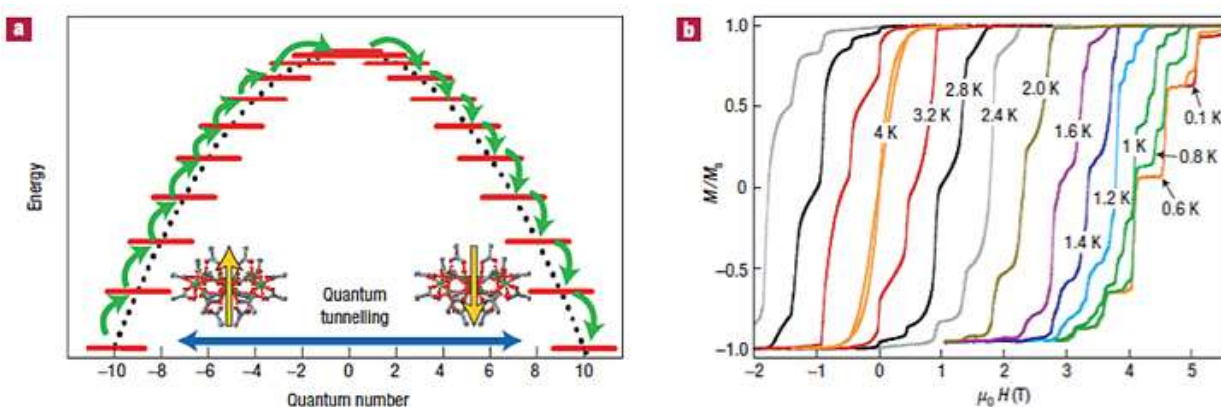 a
Energy
Quantum
tunnelling
−10 −8 −6 −4 −2 0 2 4 6 8 10
Quantum number
b
M/Ms
1.0
0.5
0
−0.5
−1.0
4 K
3.2 K
2.8 K
2.4 K
2.0 K
1.6 K
1.4 K
1.2 K
1 K
0.1 K
0.8 K
0.6 K
−2 −1 0 1 2 3 4 5
μ0 H (T)